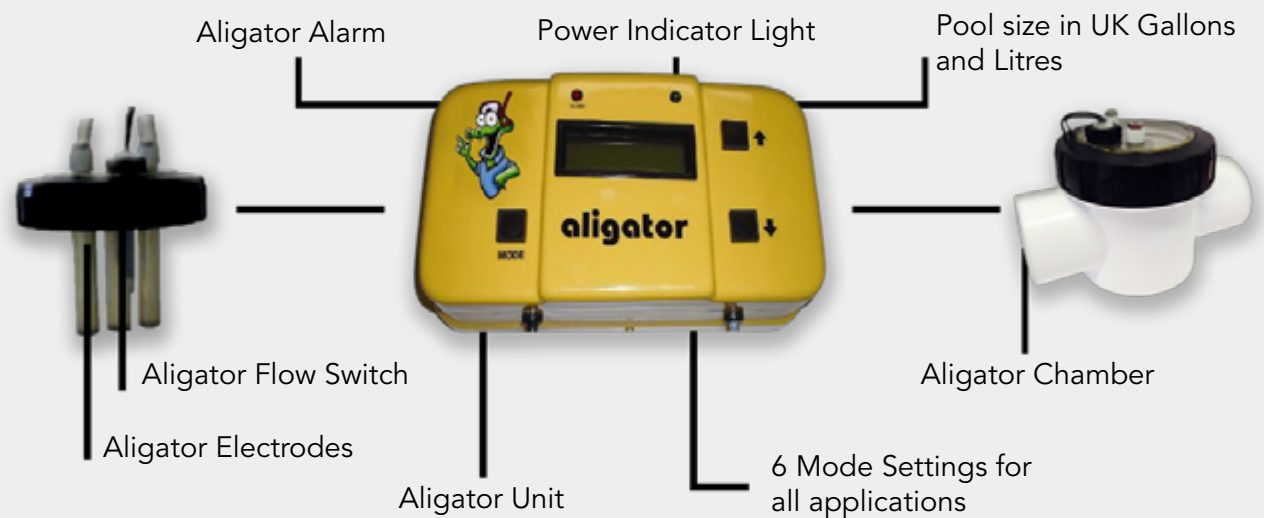 Aligator Alarm
Power Indicator Light
Pool size in UK Gallons
and Litres
aligator
MODE
Aligator Flow Switch
Aligator Chamber
Aligator Electrodes
6 Mode Settings for
all applications
Aligator Unit